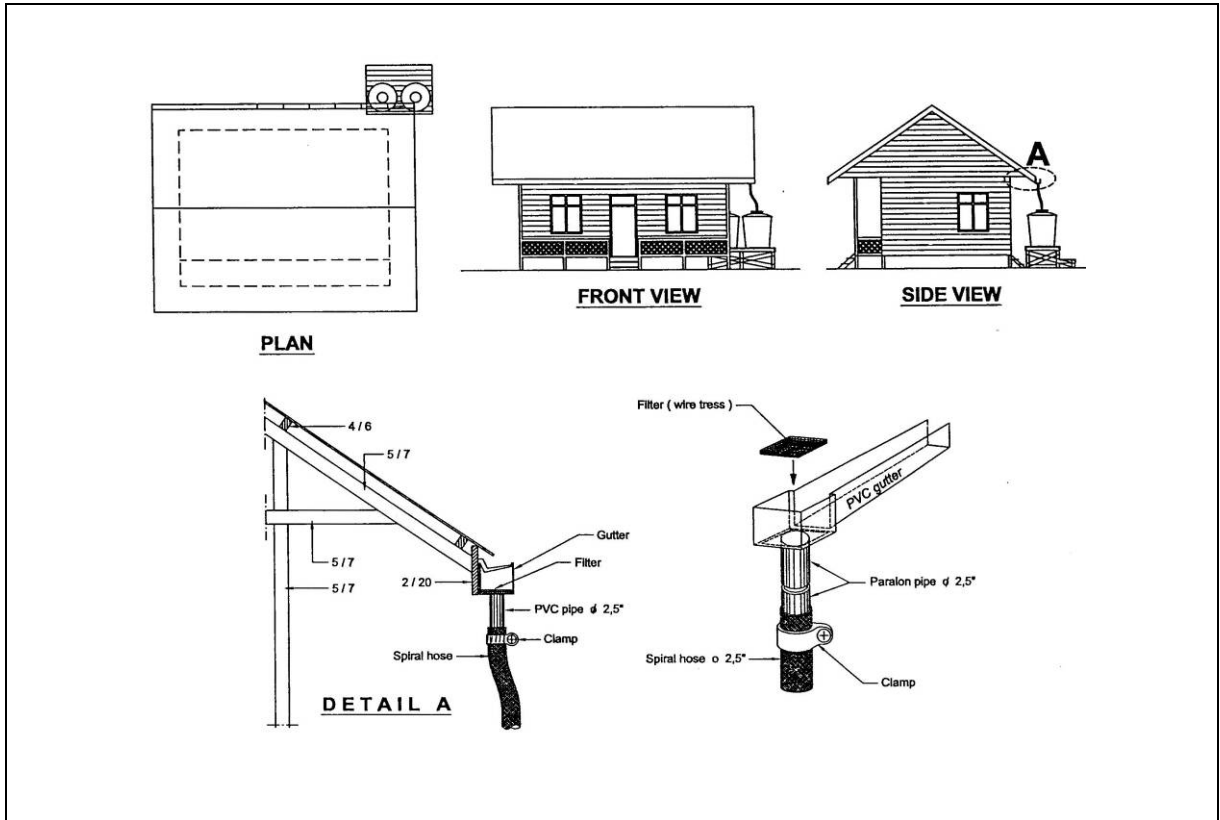 PLAN
FRONT VIEW
A
SIDE VIEW
4 / 6
5 / 7
5 / 7
5 / 7
2 / 20
Gutter
Filter
PVC pipe ϕ 2,5"
Clamp
Spiral hose
DETAIL A
Filter ( wire tress )
PVC gutter
Paralon pipe ϕ 2,5"
Spiral hose o 2,5"
Clamp